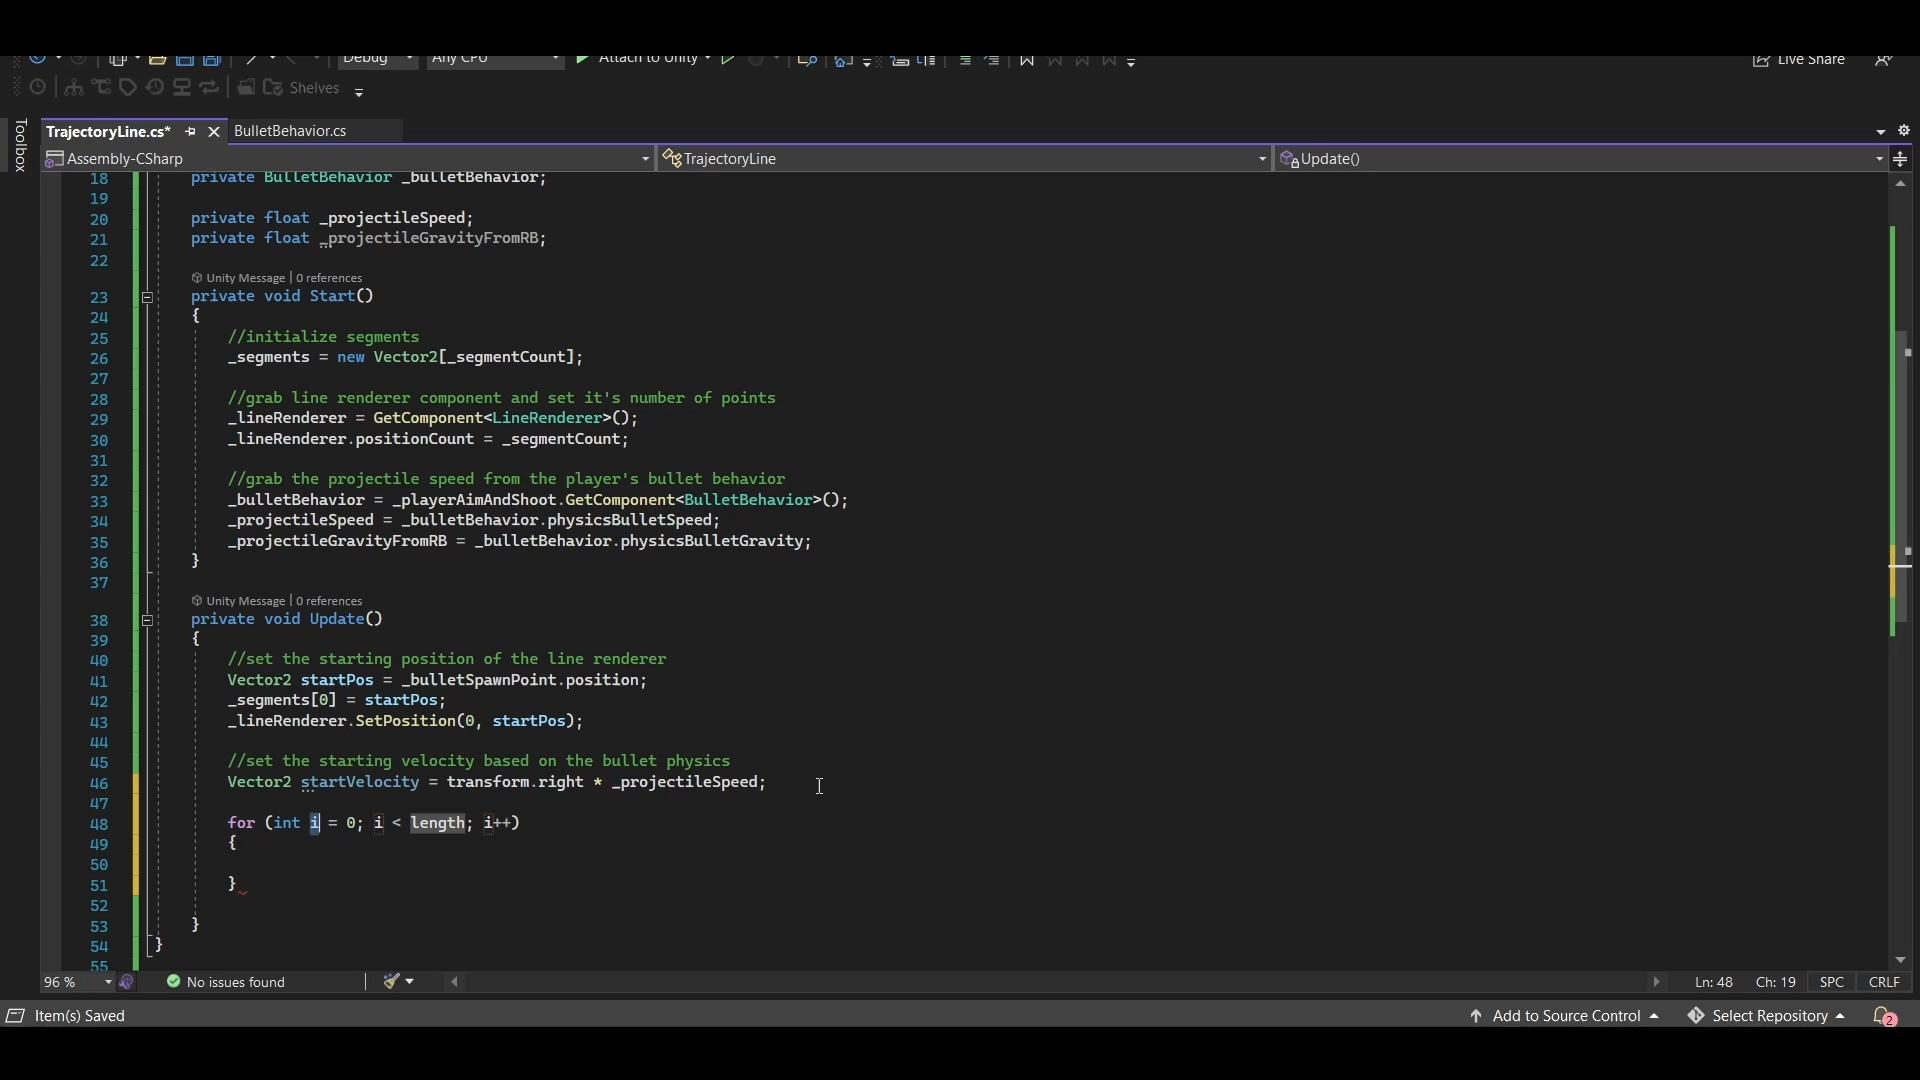 Debug Any CPU Attach to Unity Live Share
Shelves
Toolbox
TrajectoryLine.cs* BulletBehavior.cs
Assembly-CSharp TrajectoryLine Update()
18 private BulletBehavior _bulletBehavior;
19
20 private float _projectileSpeed;
21 private float _projectileGravityFromRB;
22
Unity Message | 0 references
23 private void Start()
24 {
25 //initialize segments
26 _segments = new Vector2[_segmentCount];
27
28 //grab line renderer component and set it's number of points
29 _lineRenderer = GetComponent<LineRenderer>();
30 _lineRenderer.positionCount = _segmentCount;
31
32 //grab the projectile speed from the player's bullet behavior
33 _bulletBehavior = _playerAimAndShoot.GetComponent<BulletBehavior>();
34 _projectileSpeed = _bulletBehavior.physicsBulletSpeed;
35 _projectileGravityFromRB = _bulletBehavior.physicsBulletGravity;
36 }
37
Unity Message | 0 references
38 private void Update()
39 {
40 //set the starting position of the line renderer
41 Vector2 startPos = _bulletSpawnPoint.position;
42 _segments[0] = startPos;
43 _lineRenderer.SetPosition(0, startPos);
44
45 //set the starting velocity based on the bullet physics
46 Vector2 startVelocity = transform.right * _projectileSpeed;
47
48 for (int i = 0; i < length; i++)
49 {
50
51 }
52
53 }
54 }
55
96 % No issues found Ln: 48 Ch: 19 SPC CRLF
Item(s) Saved Add to Source Control Select Repository 2